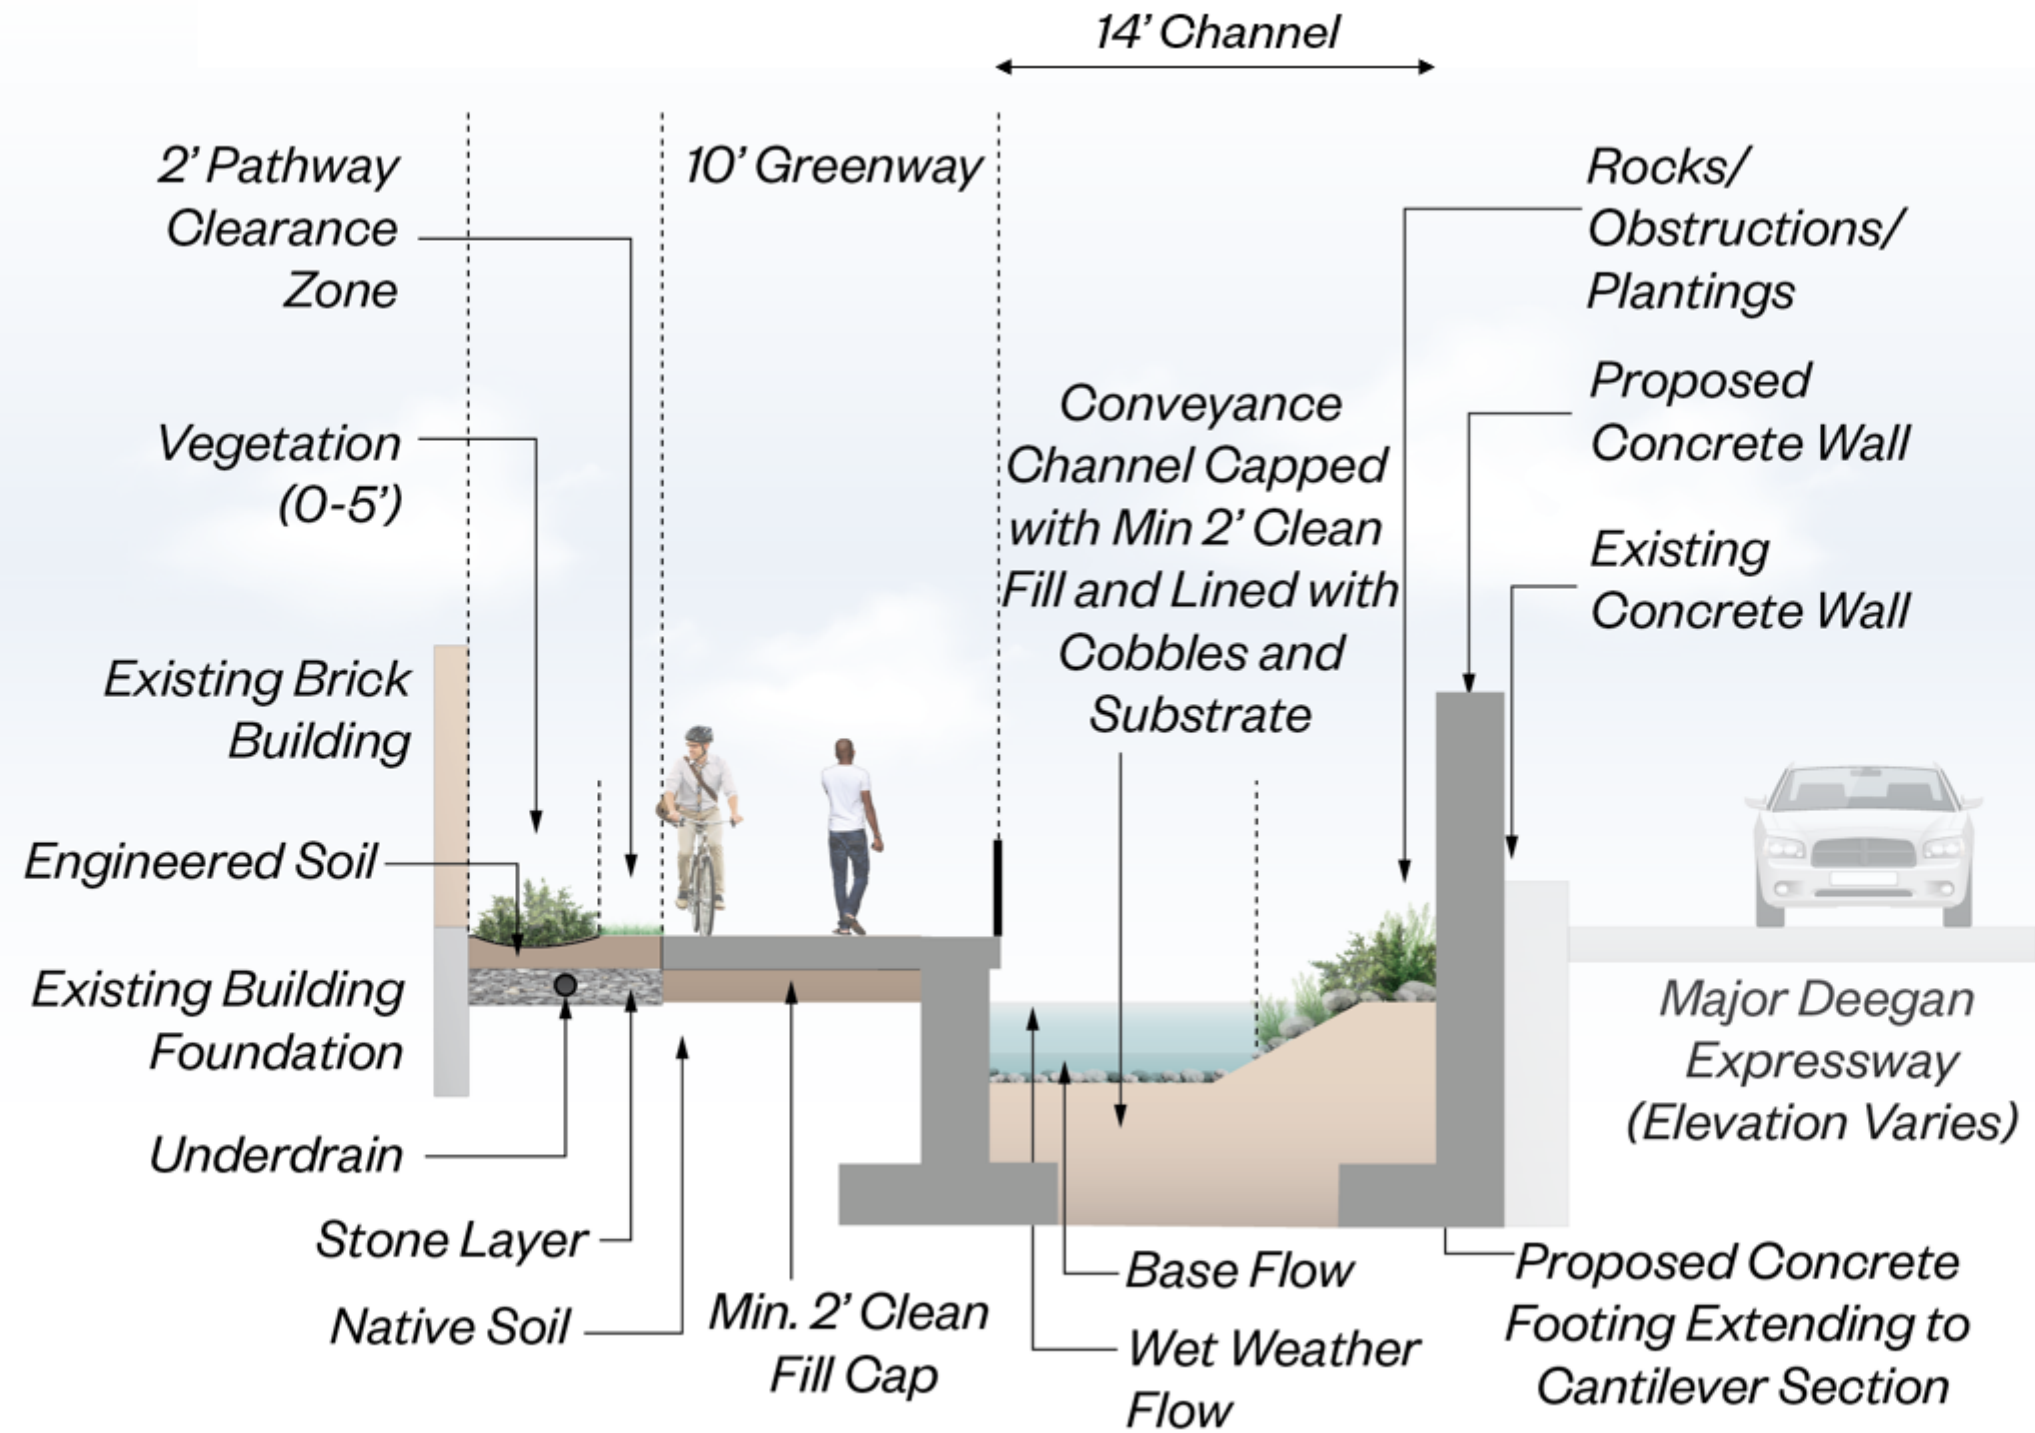 14’ Channel
2’ Pathway
Clearance
Zone
10’ Greenway
Rocks/
Obstructions/
Plantings
Vegetation
(0-5’)
Conveyance
Channel Capped
with Min 2’ Clean
Fill and Lined with
Cobbles and
Substrate
Proposed
Concrete Wall
Existing
Concrete Wall
Existing Brick
Building
Engineered Soil
Existing Building
Foundation
Major Deegan
Expressway
(Elevation Varies)
Underdrain
Stone Layer
Native Soil
Min. 2’ Clean
Fill Cap
Base Flow
Wet Weather
Flow
Proposed Concrete
Footing Extending to
Cantilever Section